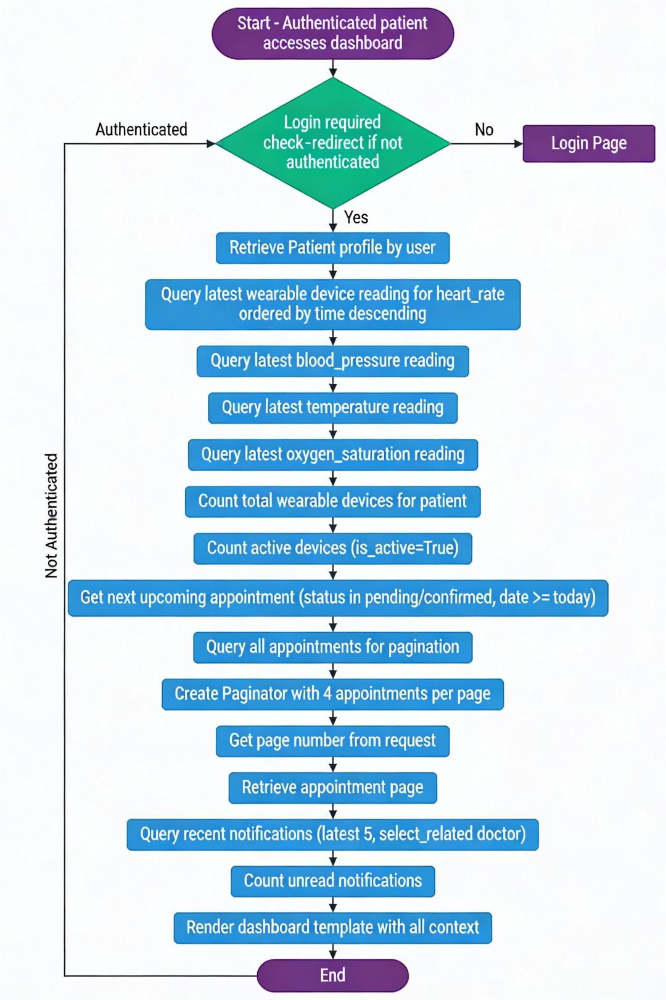 Start - Authenticated patient
accesses dashboard
Login required
check-redirect if not
authenticated
Authenticated
No
Login Page
Yes
Retrieve Patient profile by user
Query latest wearable device reading for heart_rate
ordered by time descending
Query latest blood_pressure reading
Query latest temperature reading
Query latest oxygen_saturation reading
Count total wearable devices for patient
Count active devices (is_active=True)
Not Authenticated
Get next upcoming appointment (status in pending/confirmed, date >= today)
Query all appointments for pagination
Create Paginator with 4 appointments per page
Get page number from request
Retrieve appointment page
Query recent notifications (latest 5, select_related doctor)
Count unread notifications
Render dashboard template with all context
End